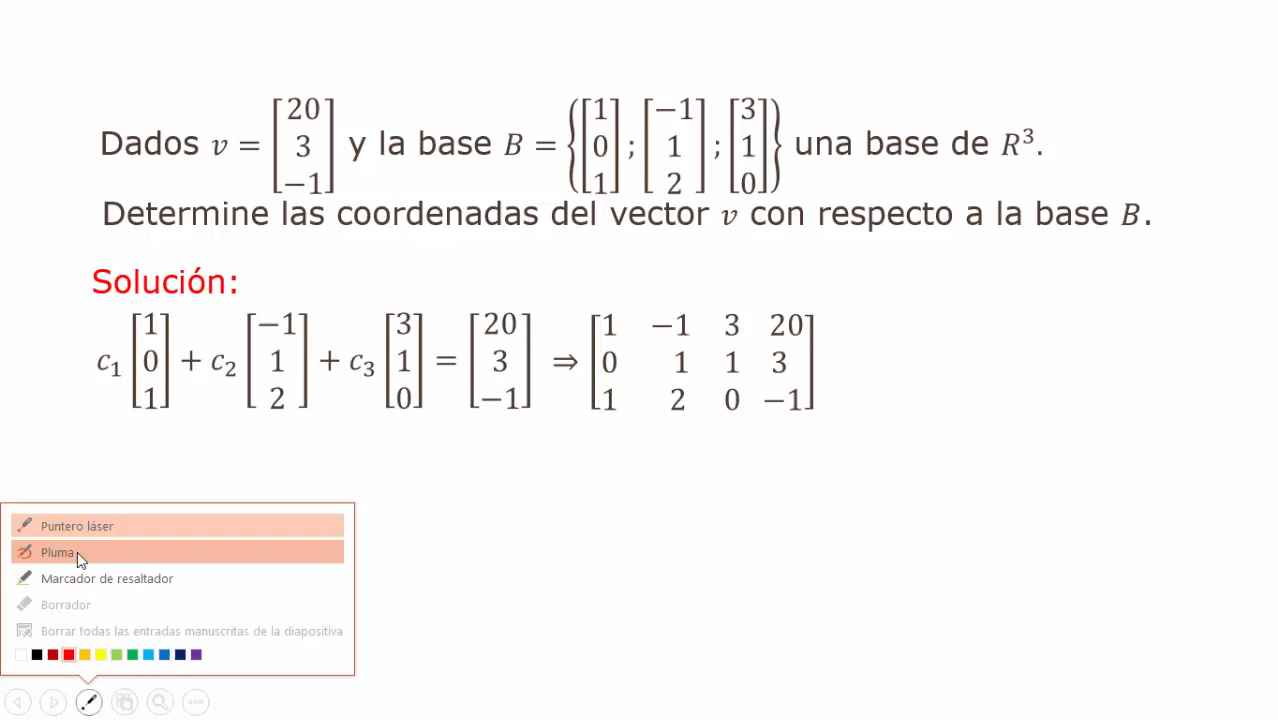 Dados v = [20 3 −1] y la base B = {[1 0 1] ; [−1 1 2] ; [3 1 0]} una base de R³.
Determine las coordenadas del vector v con respecto a la base B.
Solución:
c₁ [1 0 1] + c₂ [−1 1 2] + c₃ [3 1 0] = [20 3 −1] ⇒ [1 −1 3 20
0 1 1 3
1 2 0 −1]
Puntero láser
Pluma
Marcador de resaltador
Borrador
Borrar todas las entradas manuscritas de la diapositiva